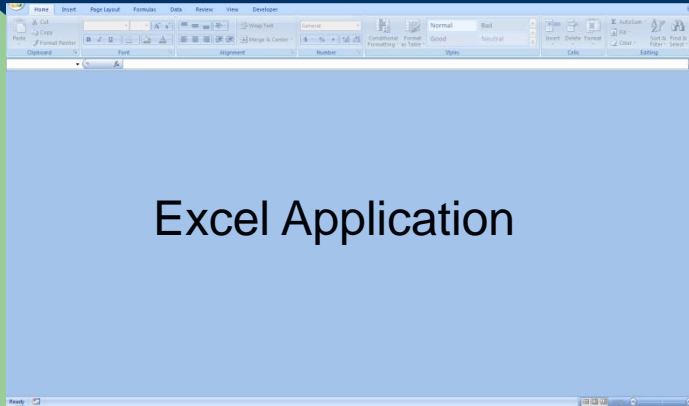 Home Insert Page Layout Formulas Data Review View Developer
Cut Wrap Text General Normal Bad AutoSum
Copy Fill
Paste Format Painter B I U Merge & Center $ % , Conditional Formatting Format as Table Good Neutral Insert Delete Format Clear Sort & Filter Find & Select
Clipboard Font Alignment Number Styles Cells Editing
fx
Excel Application
Ready